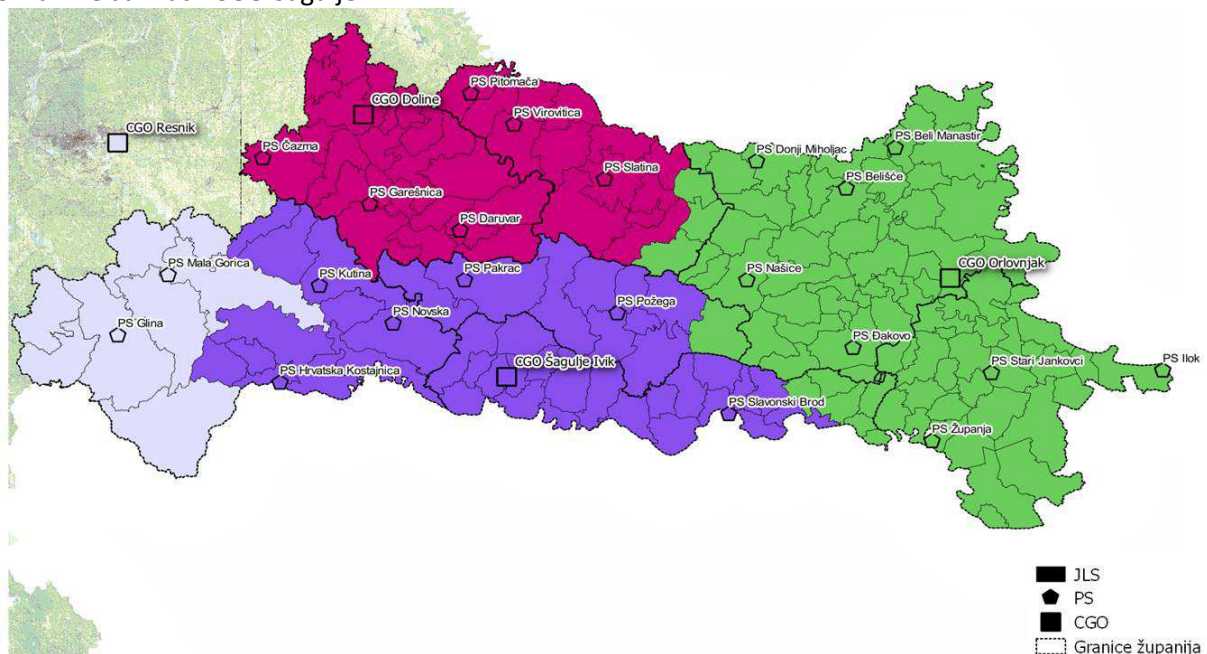 PS Pitomača
CGO Doline
PS Virovitica
CGO Resnik
PS Čazma
PS Donji Miholjac
PS Beli Manastir
PS Slatina
PS Belišće
PS Garešnica
PS Daruvar
PS Mala Gorica
PS Kutina
PS Pakrac
PS Našice
CGO Orlovnjak
PS Požega
PS Novska
PS Glina
PS Đakovo
CGO Šagulje Ivik
PS Stari Jankovci
PS Ilok
PS Hrvatska Kostajnica
PS Slavonski Brod
PS Županja
JLS
PS
CGO
Granice županija